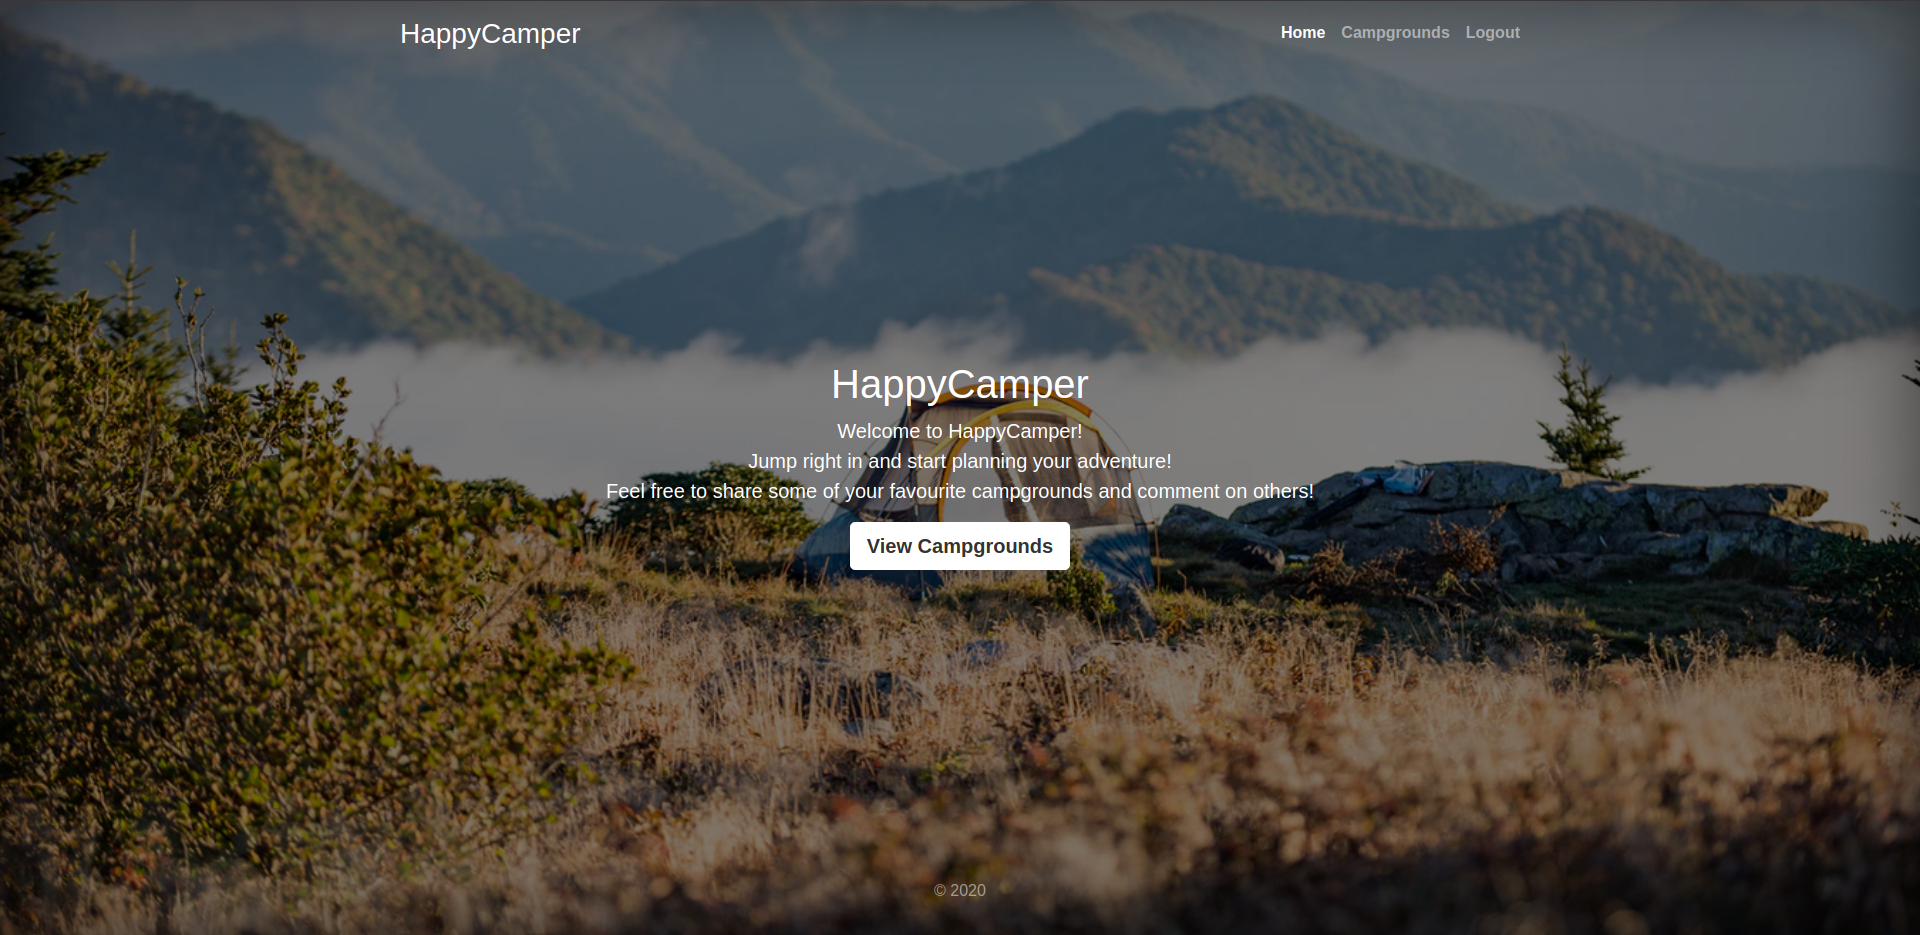 HappyCamper
Home Campgrounds Logout
HappyCamper
Welcome to HappyCamper!
Jump right in and start planning your adventure!
Feel free to share some of your favourite campgrounds and comment on others!
View Campgrounds
© 2020